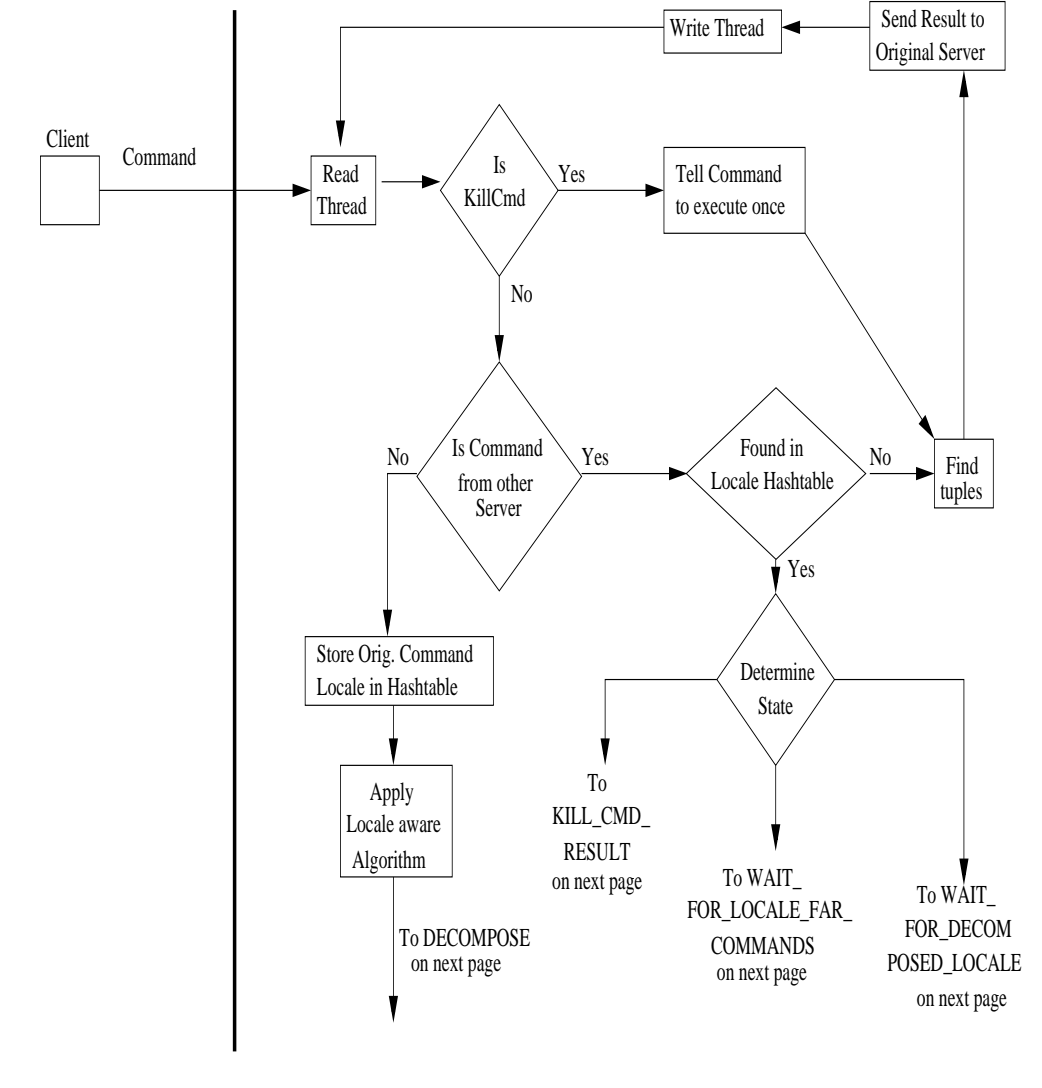 Write Thread
Send Result to
Original Server
Client
Command
Read
Thread
Is
KillCmd
Yes
Tell Command
to execute once
No
Is Command
from other
Server
No
Yes
Found in
Locale Hashtable
No
Find
tuples
Yes
Store Orig. Command
Locale in Hashtable
Determine
State
Apply
Locale aware
Algorithm
To
KILL_CMD_
RESULT
on next page
To WAIT_
FOR_LOCALE_FAR_
COMMANDS
on next page
To WAIT_
FOR_DECOM
POSED_LOCALE
on next page
To DECOMPOSE
on next page